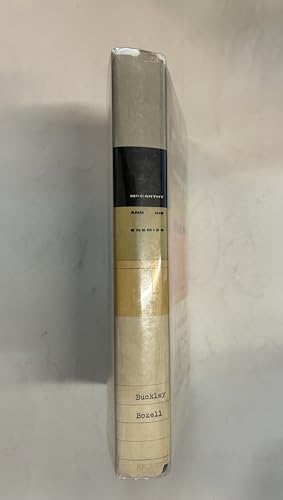 McCARTHY
AND HIS
ENEMIES
Buckley
Bozell